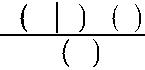 ( | ) ( )
( )